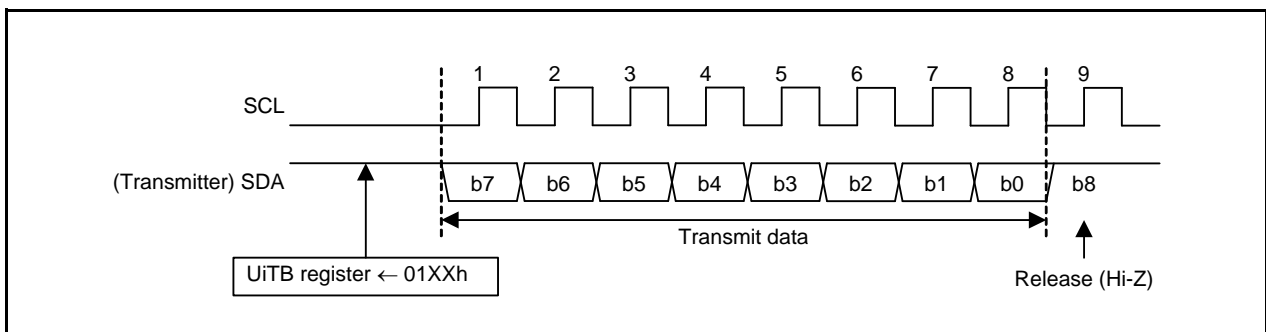 1 2 3 4 5 6 7 8 9
SCL
(Transmitter) SDA
b7 b6 b5 b4 b3 b2 b1 b0 b8
Transmit data
UiTB register ← 01XXh
Release (Hi-Z)